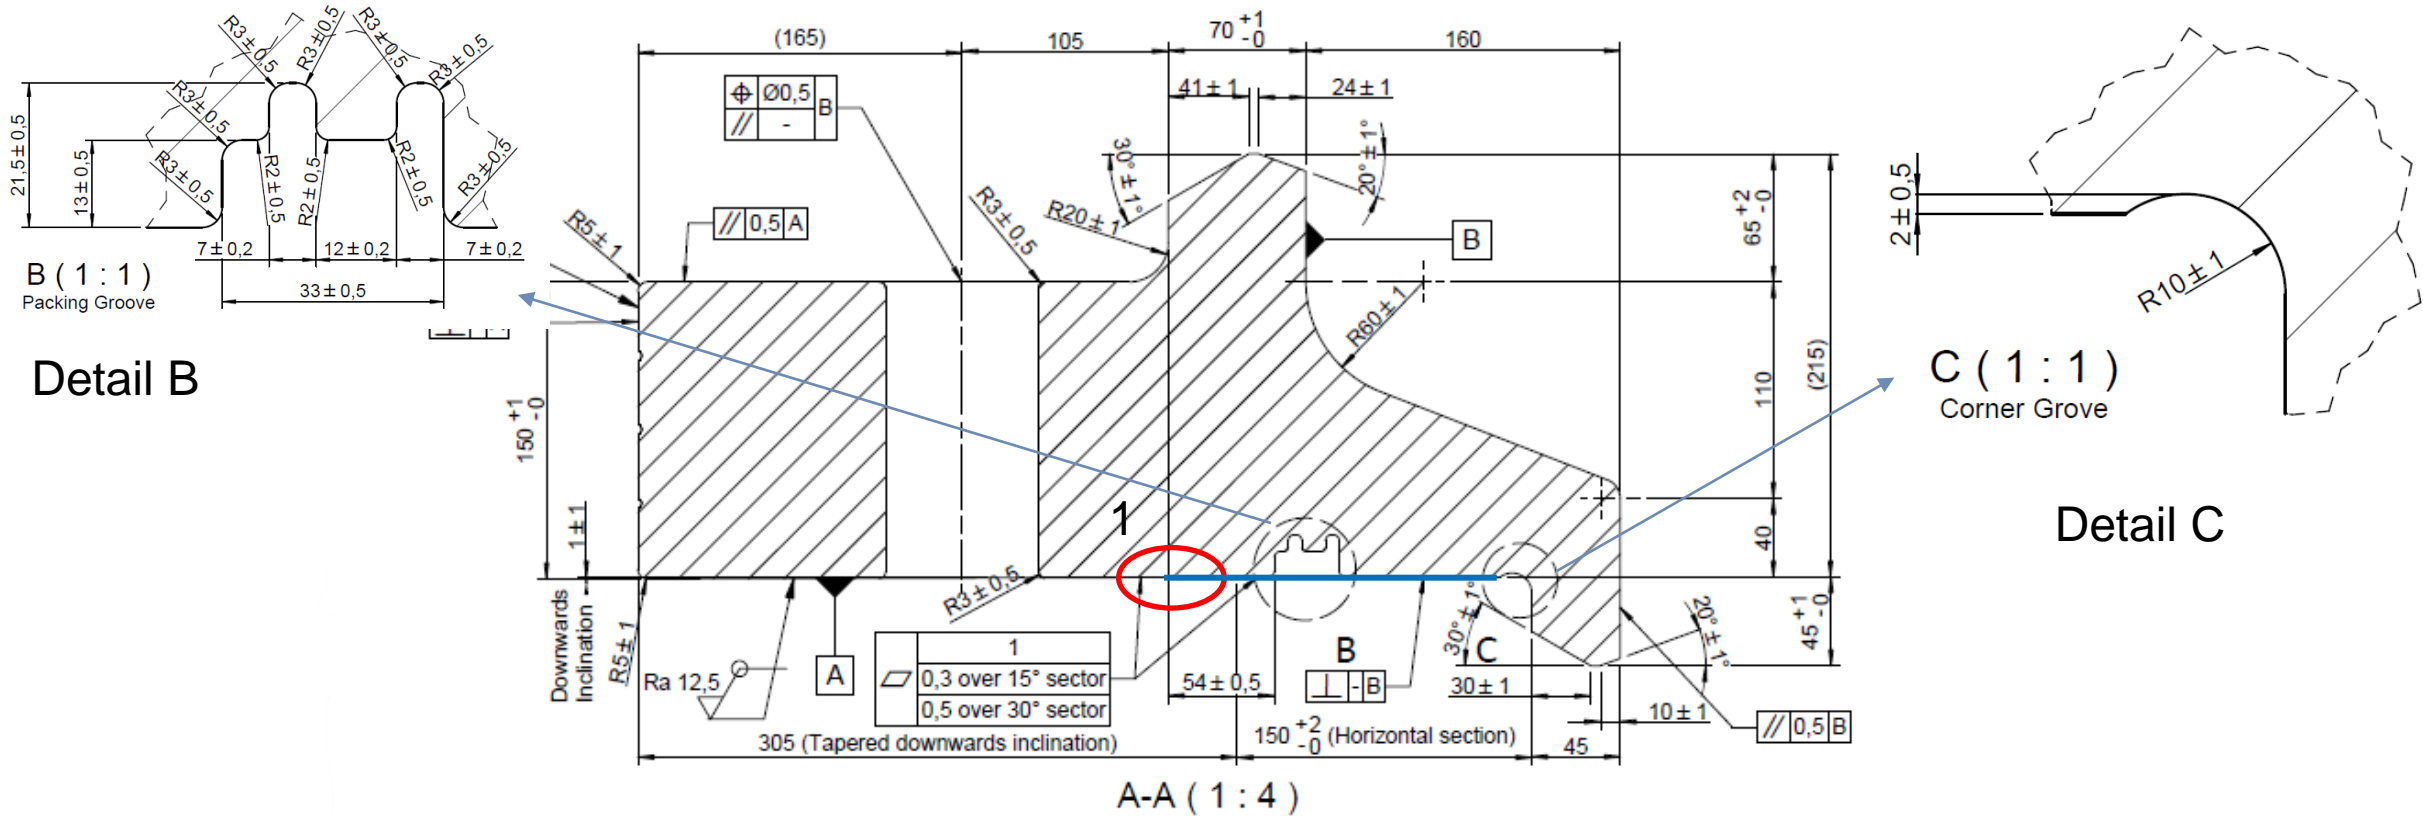 R3±0,5
R3±0,5
R3±0,5
R3±0,5
R3±0,5
R3±0,5
R2±0,5
R2±0,5
R2±0,5
R3±0,5
21,5±0,5
13±0,5
7±0,2
12±0,2
7±0,2
33±0,5
B ( 1 : 1 )
Packing Groove
Detail B
(165)
105
70 +1 -0
160
41±1
24±1
⌖ Ø0,5 B
// -
30°±1°
20°±1°
R5±1
// 0,5 A
R3±0,5
R20±1
B
65 +2 -0
R60±1
110
(215)
150 +1 -0
1
1±1
40
Downwards
Inclination
R5±1
Ra 12,5
A
R3±0,5
1
⏥ 0,3 over 15° sector
0,5 over 30° sector
54±0,5
B
⊥ - B
30°±1°
C
30±1
20°±1°
45 +1 -0
10±1
// 0,5 B
305 (Tapered downwards inclination)
150 +2 -0 (Horizontal section)
45
A-A ( 1 : 4 )
2±0,5
R10±1
C ( 1 : 1 )
Corner Grove
Detail C